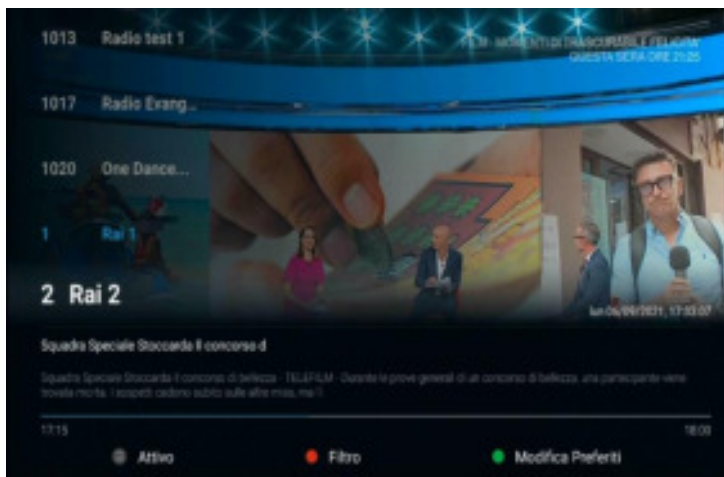 1013 Radio test 1
FILM - MOMENTI DI TRASCURABILE FELICITA'
QUESTA SERA ORE 21:25
1017 Radio Evang...
1020 One Dance...
1 Rai 1
2 Rai 2
lun 06/09/2021, 17:03:07
Squadra Speciale Stoccarda Il concorso d
Squadra Speciale Stoccarda Il concorso di bellezza - TELEFILM - Durante le prove generali di un concorso di bellezza, una partecipante viene
trovata morta. I sospetti cadono subito sulle altre miss, ma il
17:15 18:00
Attivo Filtro Modifica Preferiti